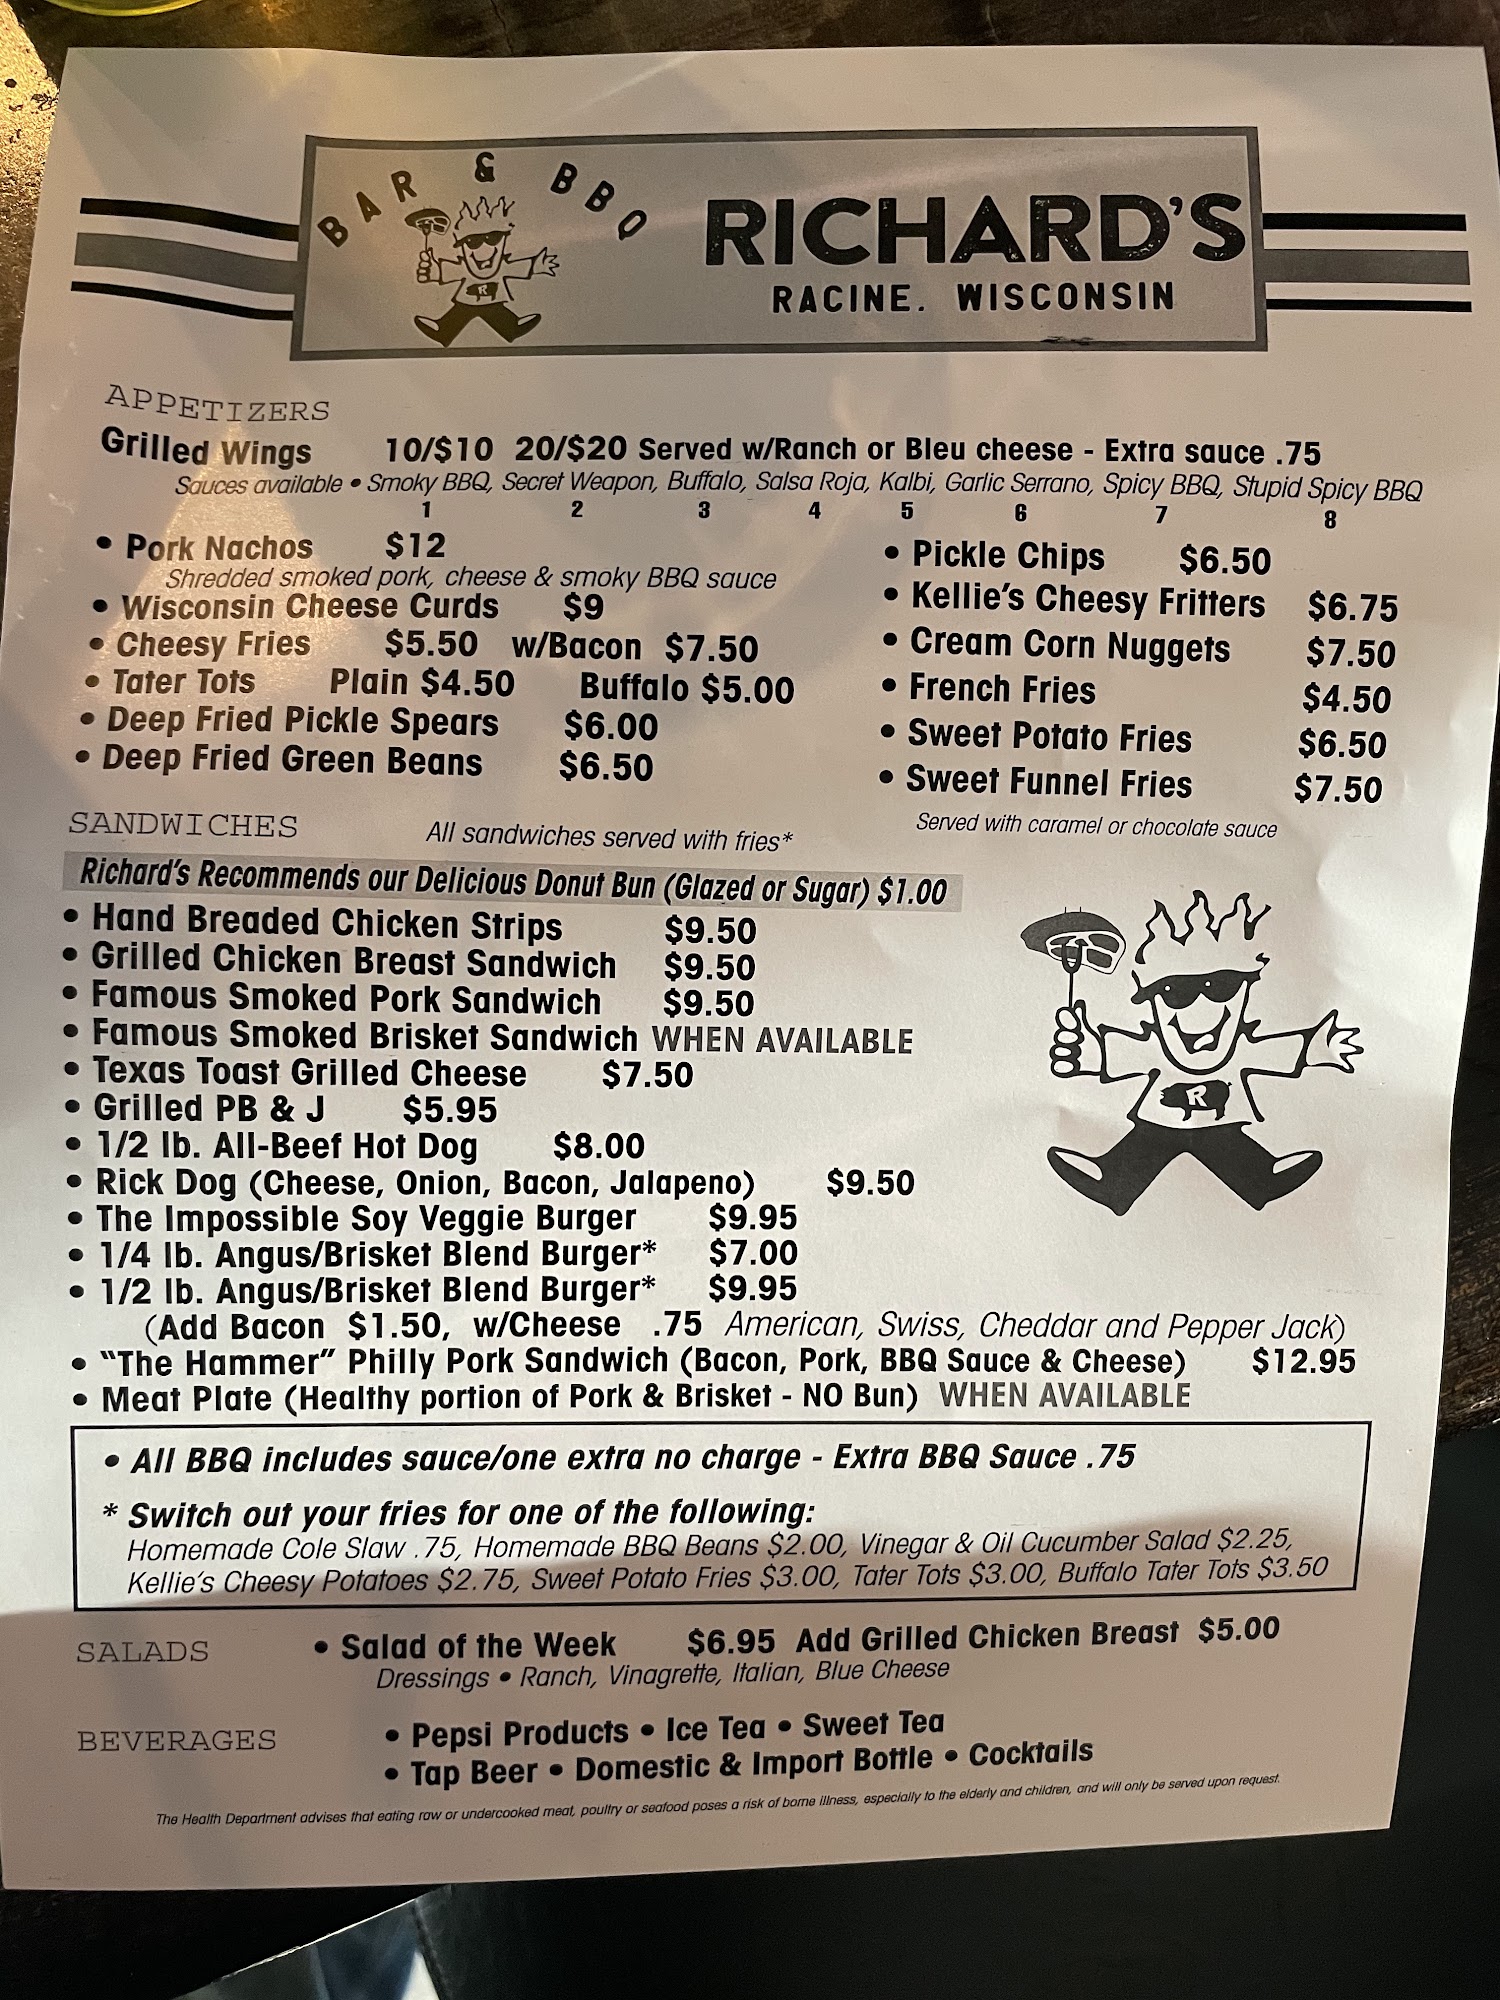 BAR & BBQ
RICHARD'S
RACINE. WISCONSIN
R
APPETIZERS
Grilled Wings 10/$10 20/$20 Served w/Ranch or Bleu cheese - Extra sauce .75
Sauces available • Smoky BBQ, Secret Weapon, Buffalo, Salsa Roja, Kalbi, Garlic Serrano, Spicy BBQ, Stupid Spicy BBQ
1 2 3 4 5 6 7 8
• Pork Nachos $12
Shredded smoked pork, cheese & smoky BBQ sauce
• Wisconsin Cheese Curds $9
• Cheesy Fries $5.50 w/Bacon $7.50
• Tater Tots Plain $4.50 Buffalo $5.00
• Deep Fried Pickle Spears $6.00
• Deep Fried Green Beans $6.50
• Pickle Chips $6.50
• Kellie's Cheesy Fritters $6.75
• Cream Corn Nuggets $7.50
• French Fries $4.50
• Sweet Potato Fries $6.50
• Sweet Funnel Fries $7.50
Served with caramel or chocolate sauce
SANDWICHES All sandwiches served with fries*
Richard's Recommends our Delicious Donut Bun (Glazed or Sugar) $1.00
• Hand Breaded Chicken Strips $9.50
• Grilled Chicken Breast Sandwich $9.50
• Famous Smoked Pork Sandwich $9.50
• Famous Smoked Brisket Sandwich WHEN AVAILABLE
• Texas Toast Grilled Cheese $7.50
• Grilled PB & J $5.95
• 1/2 lb. All-Beef Hot Dog $8.00
• Rick Dog (Cheese, Onion, Bacon, Jalapeno) $9.50
• The Impossible Soy Veggie Burger $9.95
• 1/4 lb. Angus/Brisket Blend Burger* $7.00
• 1/2 lb. Angus/Brisket Blend Burger* $9.95
(Add Bacon $1.50, w/Cheese .75 American, Swiss, Cheddar and Pepper Jack)
• "The Hammer" Philly Pork Sandwich (Bacon, Pork, BBQ Sauce & Cheese) $12.95
• Meat Plate (Healthy portion of Pork & Brisket - NO Bun) WHEN AVAILABLE
R
• All BBQ includes sauce/one extra no charge - Extra BBQ Sauce .75
* Switch out your fries for one of the following:
Homemade Cole Slaw .75, Homemade BBQ Beans $2.00, Vinegar & Oil Cucumber Salad $2.25,
Kellie's Cheesy Potatoes $2.75, Sweet Potato Fries $3.00, Tater Tots $3.00, Buffalo Tater Tots $3.50
SALADS • Salad of the Week $6.95 Add Grilled Chicken Breast $5.00
Dressings • Ranch, Vinagrette, Italian, Blue Cheese
BEVERAGES • Pepsi Products • Ice Tea • Sweet Tea
• Tap Beer • Domestic & Import Bottle • Cocktails
The Health Department advises that eating raw or undercooked meat, poultry or seafood poses a risk of borne illness, especially to the elderly and children, and will only be served upon request.